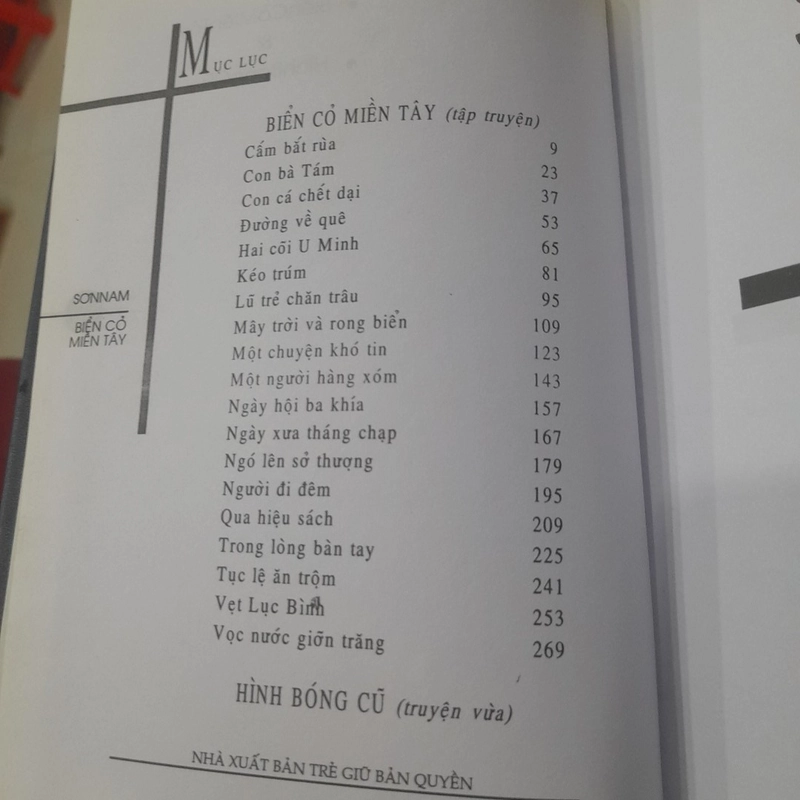 MỤC LỤC
BIỂN CỎ MIỀN TÂY (tập truyện)
Cấm bắt rùa 9
Con bà Tám 23
Con cá chết dại 37
Đường về quê 53
Hai cõi U Minh 65
Kéo trúm 81
Lũ trẻ chăn trâu 95
Mây trời và rong biển 109
Một chuyện khó tin 123
Một người hàng xóm 143
Ngày hội ba khía 157
Ngày xưa tháng chạp 167
Ngó lên sở thượng 179
Người đi đêm 195
Qua hiệu sách 209
Trong lòng bàn tay 225
Tục lệ ăn trộm 241
Vẹt Lục Bình 253
Vọc nước giỡn trăng 269
HÌNH BÓNG CŨ (truyện vừa)
SƠNNAM
BIỂN CỎ
MIỀN TÂY
NHÀ XUẤT BẢN TRẺ GIỮ BẢN QUYỀN